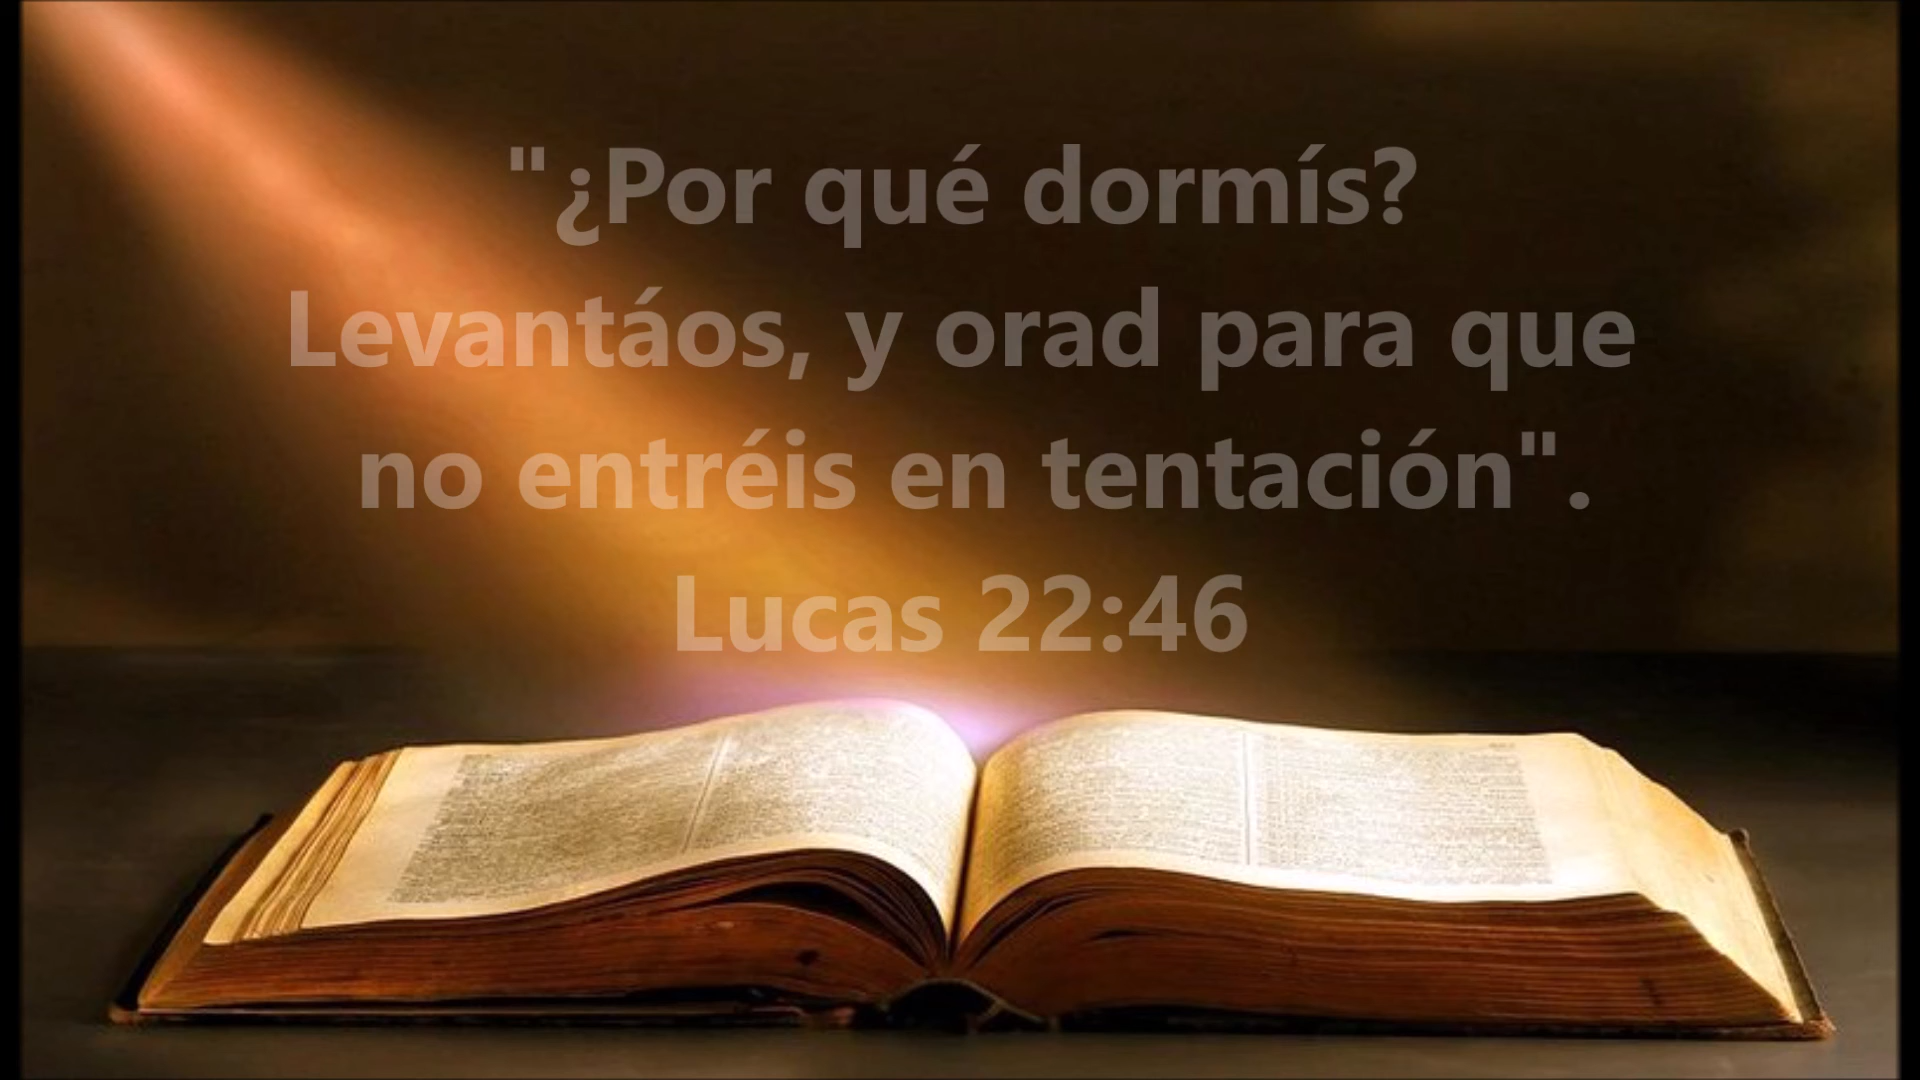 "¿Por qué dormís?
Levantáos, y orad para que
no entréis en tentación".
Lucas 22:46